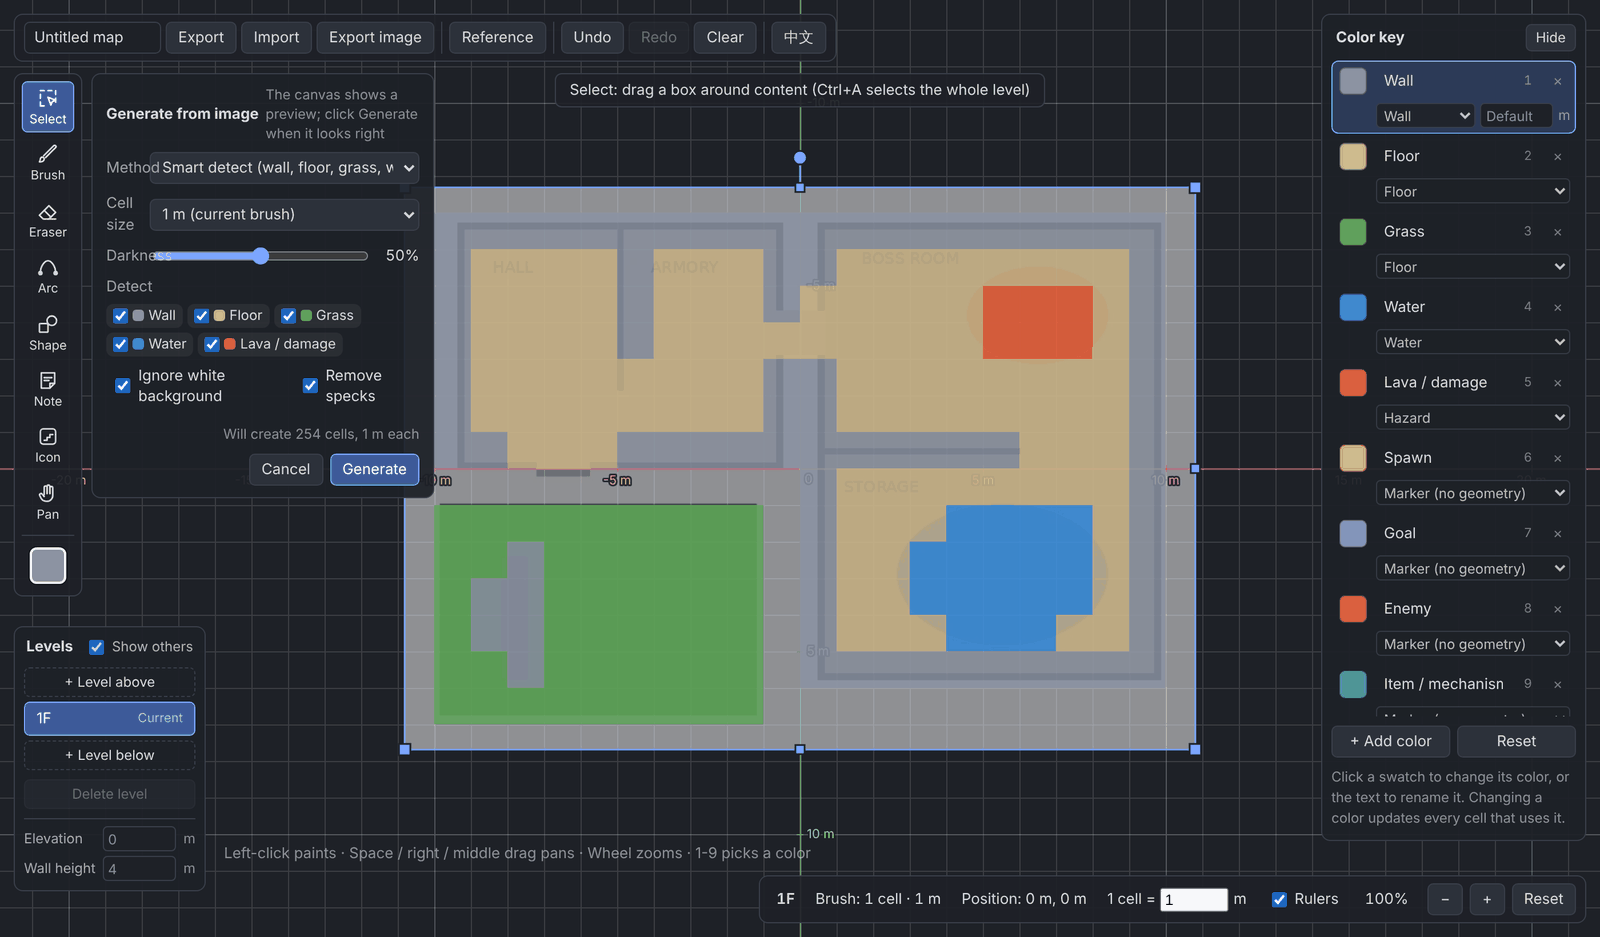 Untitled map
Export
Import
Export image
Reference
Undo
Redo
Clear
中文
Select: drag a box around content (Ctrl+A selects the whole level)
Select
Brush
Eraser
Arc
Shape
Note
Icon
Pan
Generate from image
The canvas shows a
preview; click Generate
when it looks right
Method
Smart detect (wall, floor, grass, w
Cell
size
1 m (current brush)
Darkness
50%
Detect
Wall
Floor
Grass
Water
Lava / damage
Ignore white
background
Remove
specks
Will create 254 cells, 1 m each
Cancel
Generate
HALL
ARMORY
BOSS ROOM
STORAGE
-5 m
0 m
-5 m
0
5 m
10 m
15 m
5 m
10 m
Levels
Show others
+ Level above
1F
Current
+ Level below
Delete level
Elevation
0
m
Wall height
4
m
Left-click paints · Space / right / middle drag pans · Wheel zooms · 1-9 picks a color
1F
Brush: 1 cell · 1 m
Position: 0 m, 0 m
1 cell =
1
m
Rulers
100%
−
+
Reset
Color key
Hide
Wall
1
×
Wall
Default
m
Floor
2
×
Floor
Grass
3
×
Floor
Water
4
×
Water
Lava / damage
5
×
Hazard
Spawn
6
×
Marker (no geometry)
Goal
7
×
Marker (no geometry)
Enemy
8
×
Marker (no geometry)
Item / mechanisn
9
×
+ Add color
Reset
Click a swatch to change its color, or
the text to rename it. Changing a
color updates every cell that uses it.